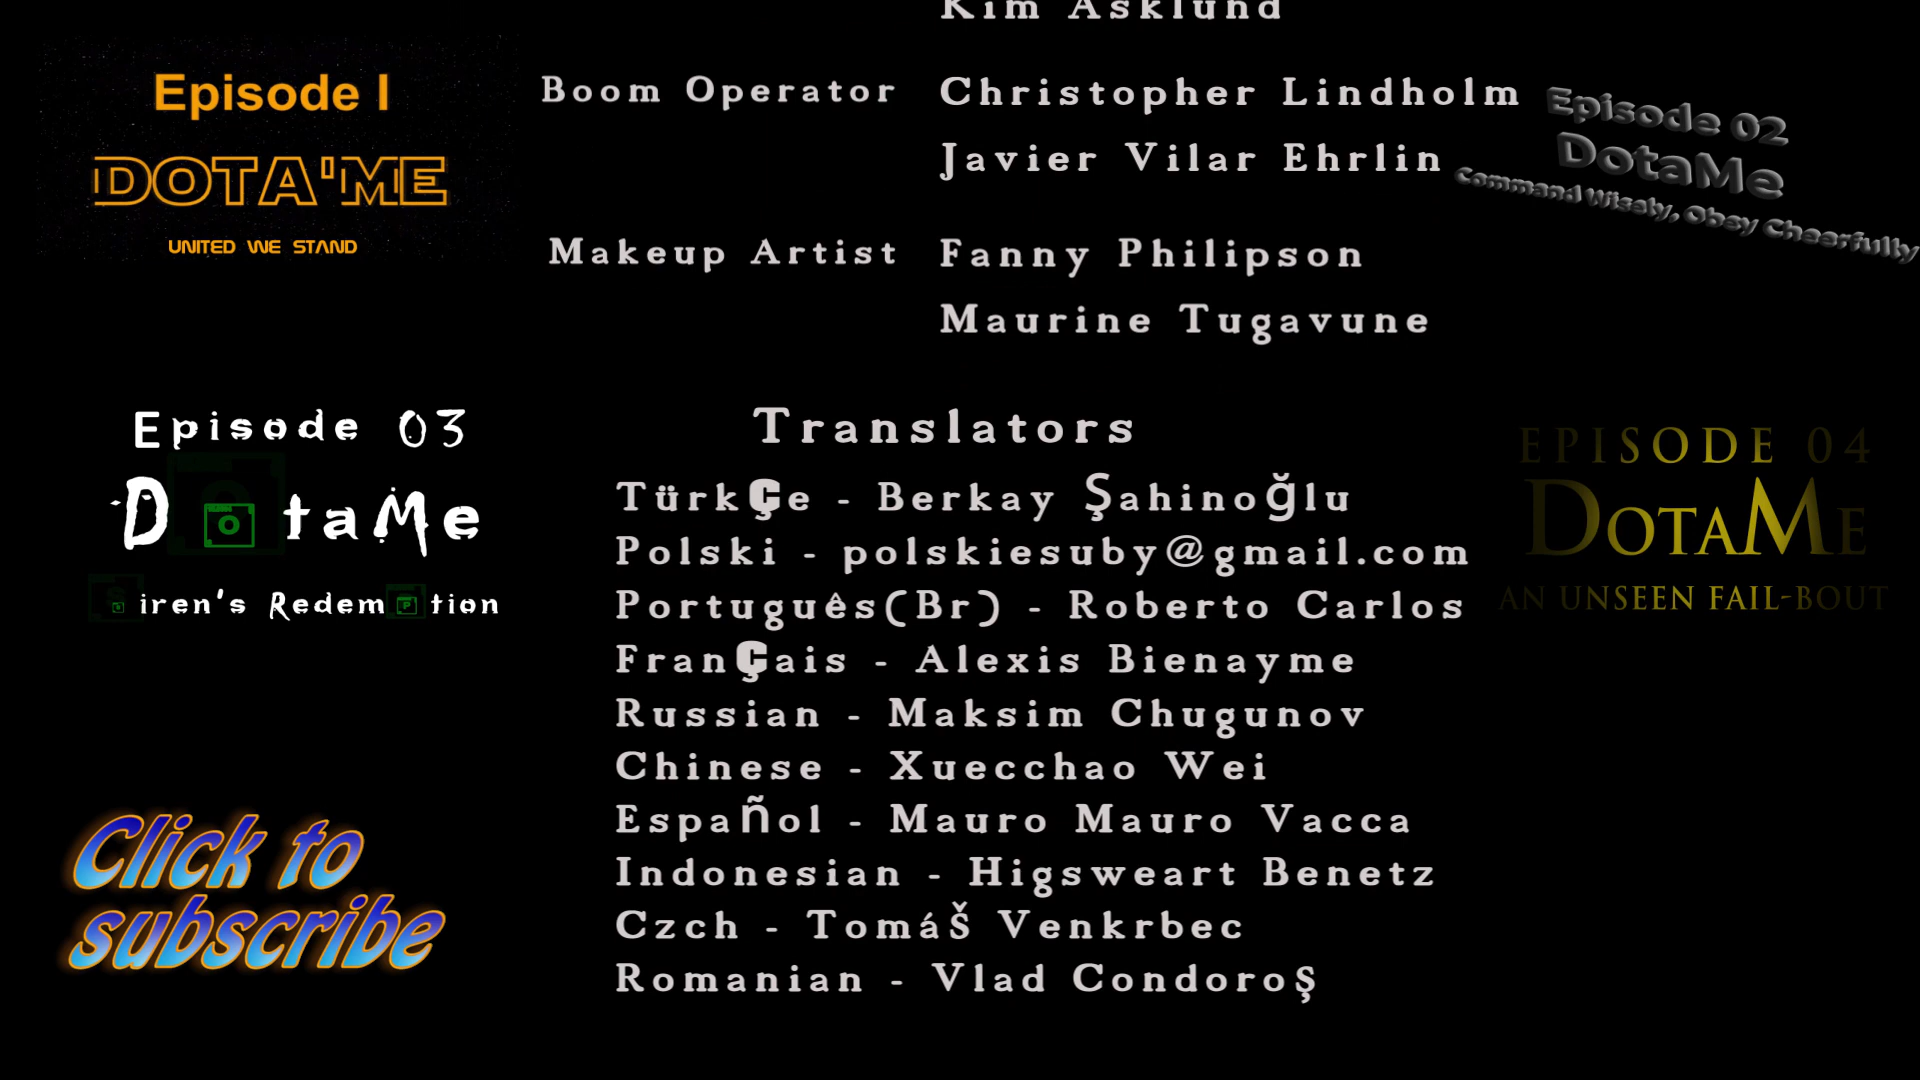 Kim Asklund
Episode I
DOTA'ME
UNITED WE STAND
Boom Operator Christopher Lindholm
Javier Vilar Ehrlin
Makeup Artist Fanny Philipson
Maurine Tugavune
Episode 02
DotaMe
Command Wisely, Obey Cheerfully
Episode 03
DotaMe
Siren's Redemption
Translators
TürkÇe - Berkay Şahinoğlu
Polski - polskiesuby@gmail.com
Português(Br) - Roberto Carlos
FranÇais - Alexis Bienayme
Russian - Maksim Chugunov
Chinese - Xuecchao Wei
Español - Mauro Mauro Vacca
Indonesian - Higsweart Benetz
Czch - TomáŠ Venkrbec
Romanian - Vlad Condoroş
EPISODE 04
DOTAME
AN UNSEEN FAIL-BOUT
Click to
subscribe